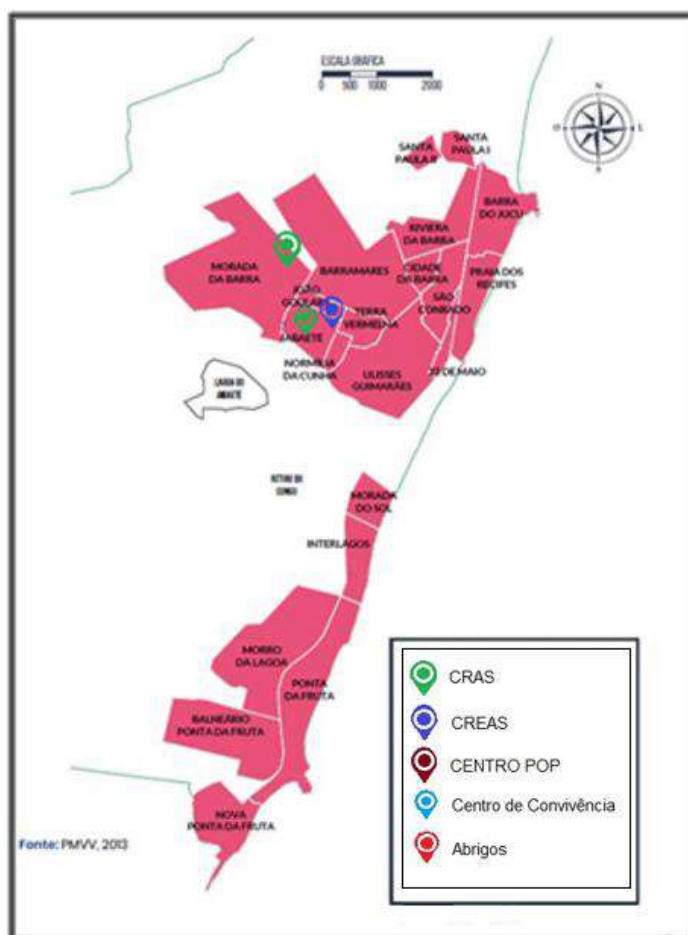 ESCALA GRÁFICA
0 500 1000 2000
N
O E
S
SANTA
PAULA II
SANTA
PAULA I
BARRA
DO JUCU
RIVIERA
DA BARRA
MORADA
DA BARRA
BARRAMARES
CIDADE
DA BARRA
PRAIA DOS
RECIFES
JOÃO
GOULART
SÃO
CONRADO
TERRA
VERMELHA
JABAETÉ
NORMILIA
DA CUNHA
ULISSES
GUIMARÃES
23 DE MAIO
LAGOA DO
JABAETÉ
MORADA
DO SOL
INTERLAGOS
MORRO
DA LAGOA
PONTA
DA FRUTA
BALNEÁRIO
PONTA DA FRUTA
NOVA
PONTA DA FRUTA
Fonte: PMVV, 2013
CRAS
CREAS
CENTRO POP
Centro de Convivência
Abrigos